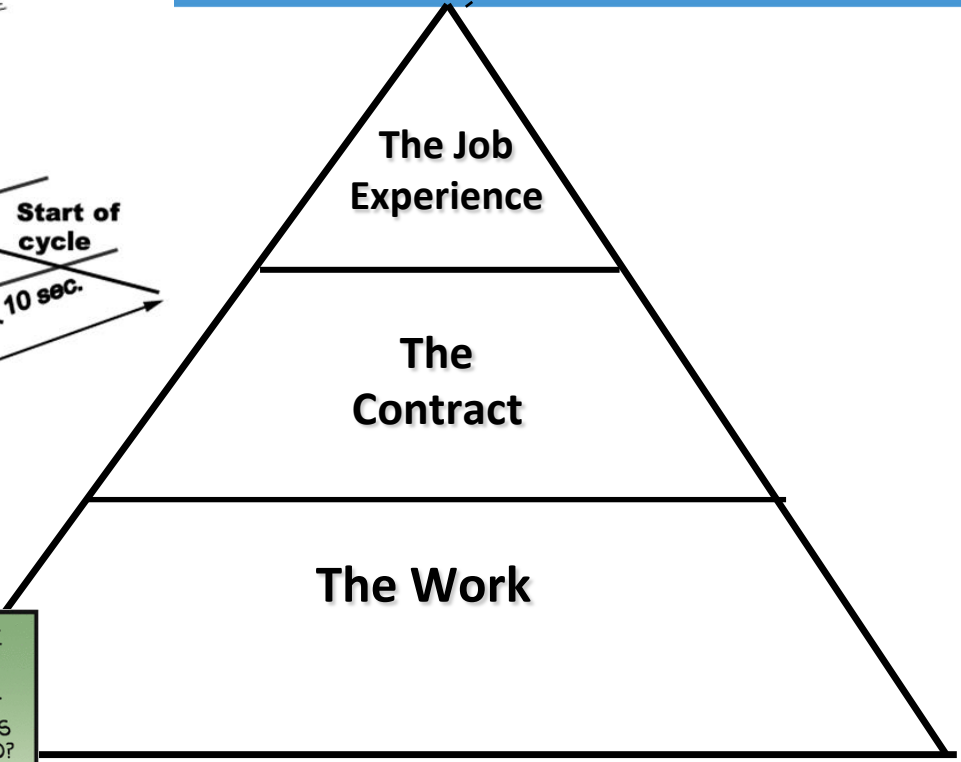 The Job
Experience
Start of
cycle
10 sec.
The
Contract
The Work